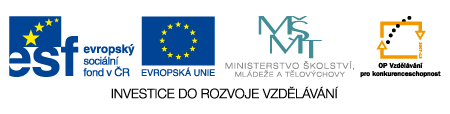 esf evropský
sociální
fond v ČR
EVROPSKÁ UNIE
MŠMT
MINISTERSTVO ŠKOLSTVÍ,
MLÁDEŽE A TĚLOVÝCHOVY
OP Vzdělávání
pro konkurenceschopnost
INVESTICE DO ROZVOJE VZDĚLÁVÁNÍ